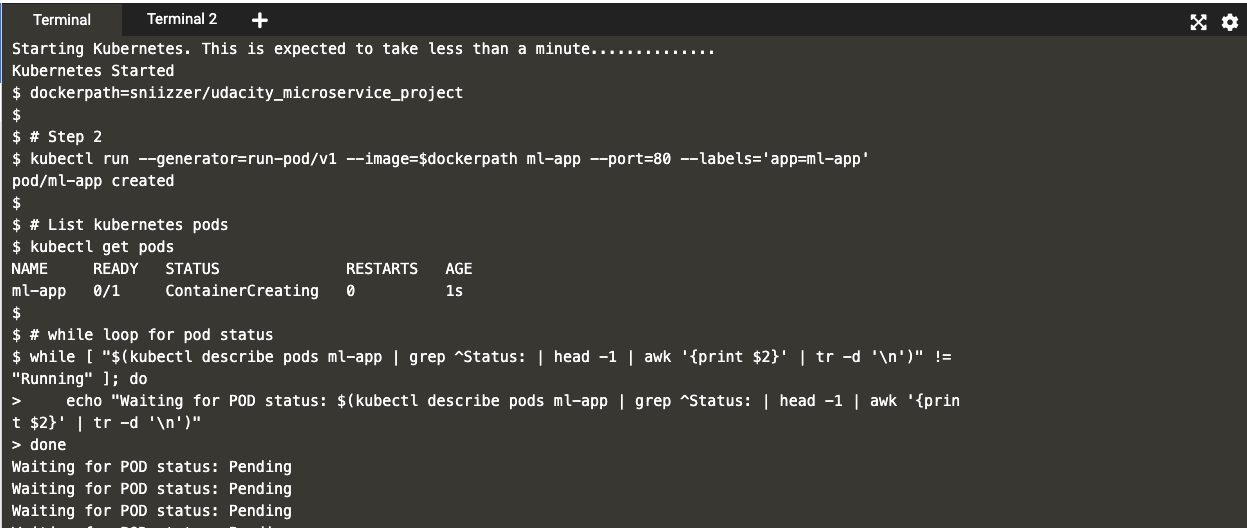 Terminal
Terminal 2
+
Starting Kubernetes. This is expected to take less than a minute..............
Kubernetes Started
$ dockerpath=sniizzer/udacity_microservice_project
$
$ # Step 2
$ kubectl run --generator=run-pod/v1 --image=$dockerpath ml-app --port=80 --labels='app=ml-app'
pod/ml-app created
$
$ # List kubernetes pods
$ kubectl get pods
NAME     READY   STATUS              RESTARTS   AGE
ml-app   0/1     ContainerCreating   0          1s
$
$ # while loop for pod status
$ while [ "$(kubectl describe pods ml-app | grep ^Status: | head -1 | awk '{print $2}' | tr -d '\n')" !=
"Running" ]; do
>     echo "Waiting for POD status: $(kubectl describe pods ml-app | grep ^Status: | head -1 | awk '{prin
t $2}' | tr -d '\n')"
> done
Waiting for POD status: Pending
Waiting for POD status: Pending
Waiting for POD status: Pending